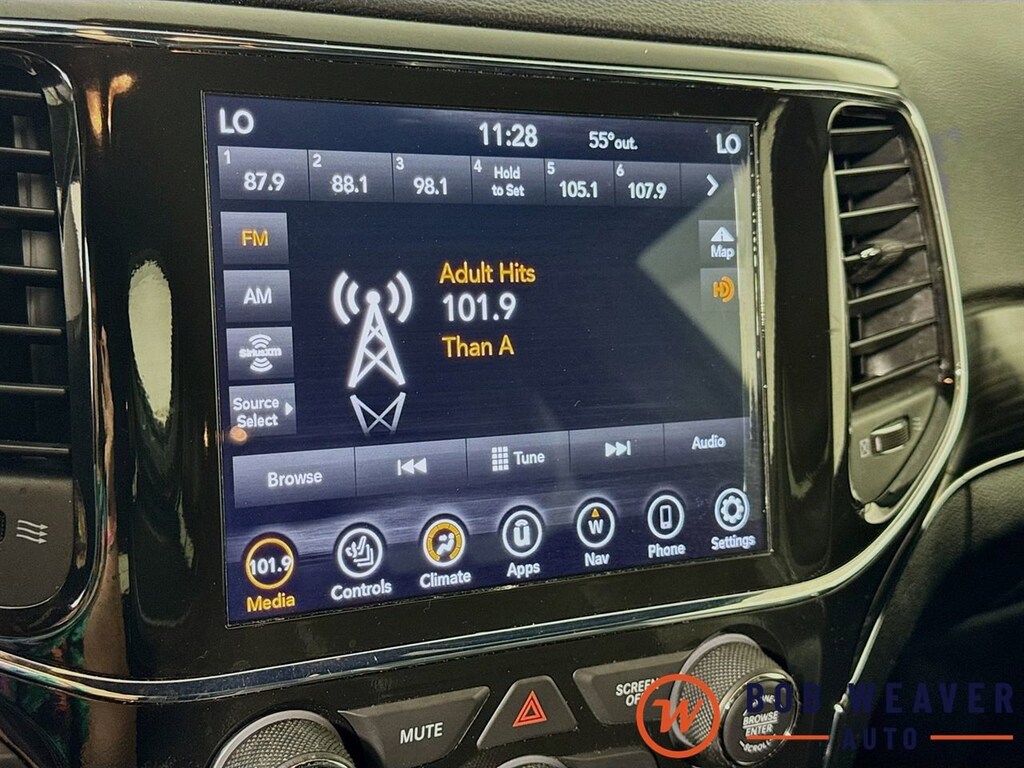 LO 11:28 55°out. LO
1 87.9 2 88.1 3 98.1 4 Hold to Set 5 105.1 6 107.9
FM
AM
SiriusXM
Source
Select
Map
HD
Adult Hits
101.9
Than A
Browse Tune Audio
101.9 W
Media Controls Climate Apps Nav Phone Settings
MUTE
SCREEN
OFF
BROWSE
ENTER
SCROLL
W
BOB WEAVER
AUTO